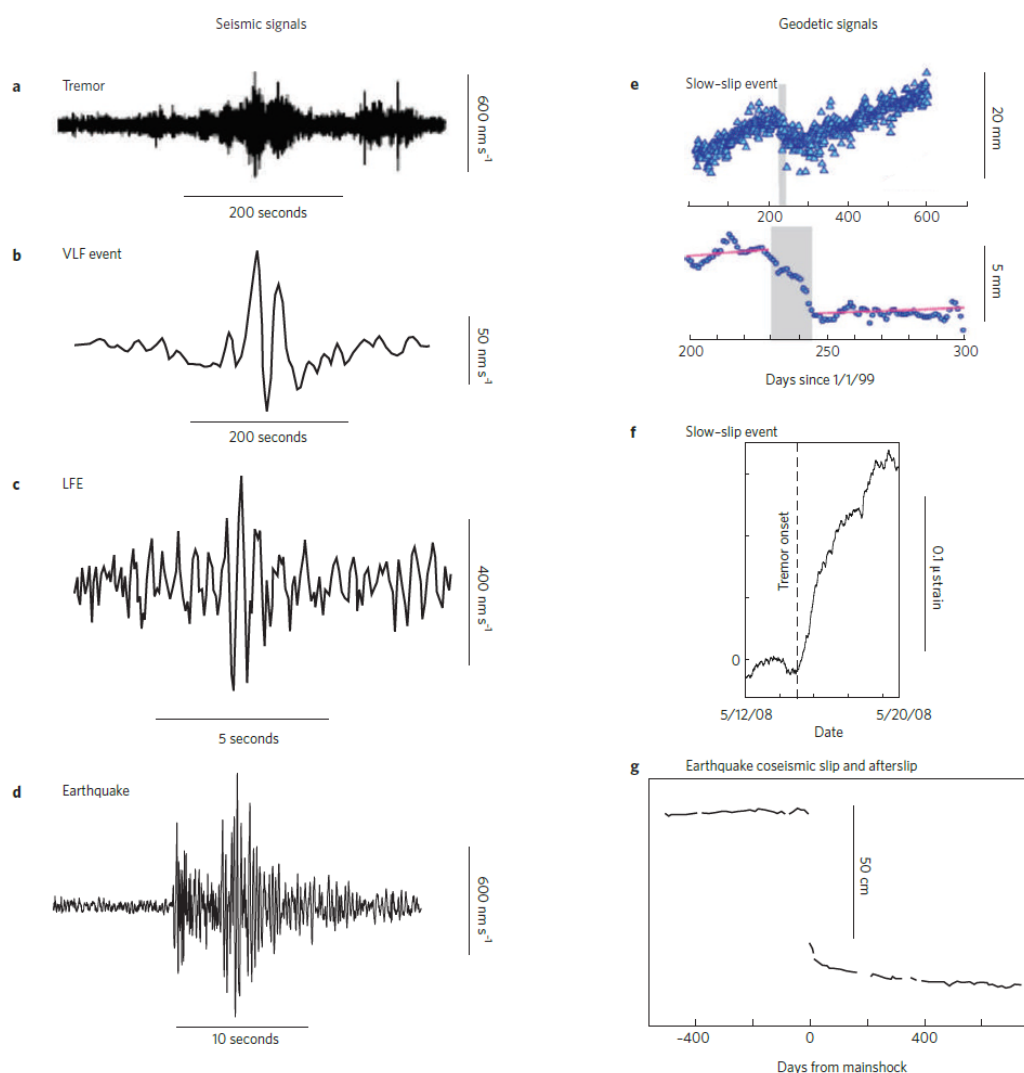 Seismic signals
a Tremor
600 nm s⁻¹
200 seconds
b VLF event
50 nm s⁻¹
200 seconds
c LFE
400 nm s⁻¹
5 seconds
d Earthquake
600 nm s⁻¹
10 seconds
Geodetic signals
e Slow–slip event
20 mm
200 400 600
5 mm
200 250 300
Days since 1/1/99
f Slow–slip event
Tremor onset
0.1 μ strain
0
5/12/08 5/20/08
Date
g Earthquake coseismic slip and afterslip
50 cm
–400 0 400
Days from mainshock